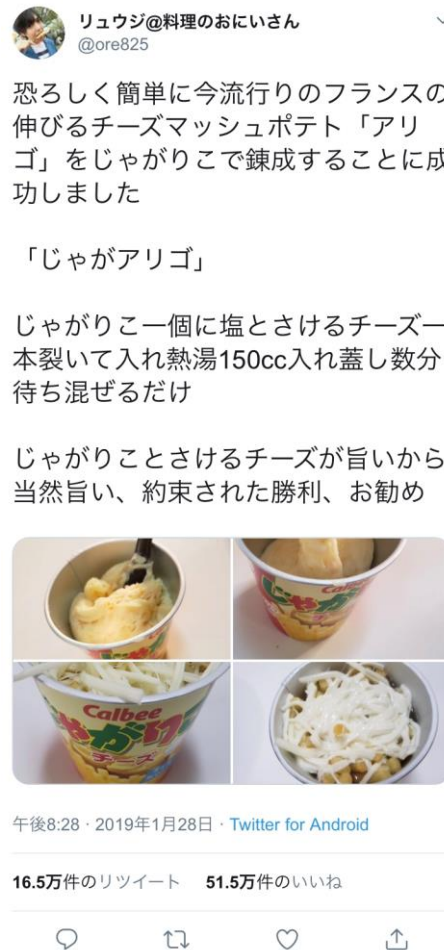 リュウジ@料理のおにいさん
@ore825
恐ろしく簡単に今流行りのフランスの
伸びるチーズマッシュポテト「アリ
ゴ」をじゃがりこで錬成することに成
功しました
「じゃがアリゴ」
じゃがりこ一個に塩とさけるチーズ一
本裂いて入れ熱湯150cc入れ蓋し数分
待ち混ぜるだけ
じゃがりことさけるチーズが旨いから
当然旨い、約束された勝利、お勧め
Calbee
チーズ
午後8:28 · 2019年1月28日 · Twitter for Android
16.5万件のリツイート 51.5万件のいいね